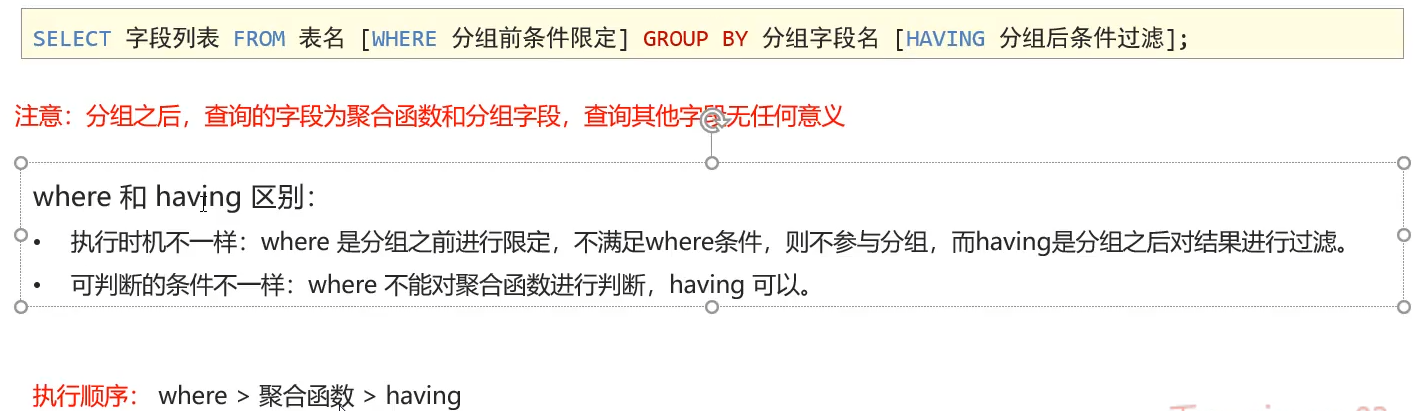 SELECT 字段列表 FROM 表名 [WHERE 分组前条件限定] GROUP BY 分组字段名 [HAVING 分组后条件过滤];
注意：分组之后，查询的字段为聚合函数和分组字段，查询其他字段无任何意义
where 和 having 区别：
• 执行时机不一样：where 是分组之前进行限定，不满足where条件，则不参与分组，而having是分组之后对结果进行过滤。
• 可判断的条件不一样：where 不能对聚合函数进行判断，having 可以。
执行顺序： where > 聚合函数 > having